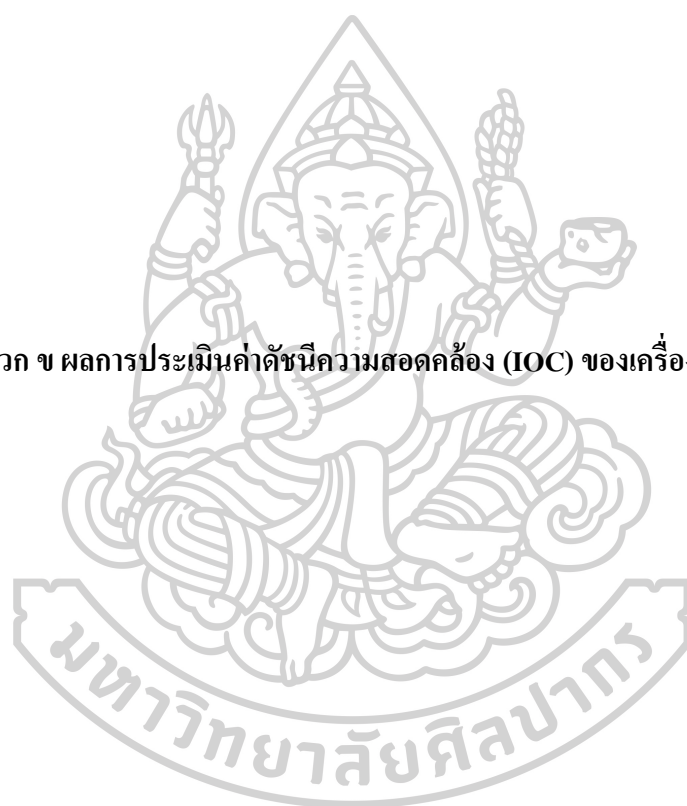 วก ข ผลการประเมินค่าดัชนีความสอดคล้อง (IOC) ของเครื่อง
มหาวิทยาลัยศิลปากร